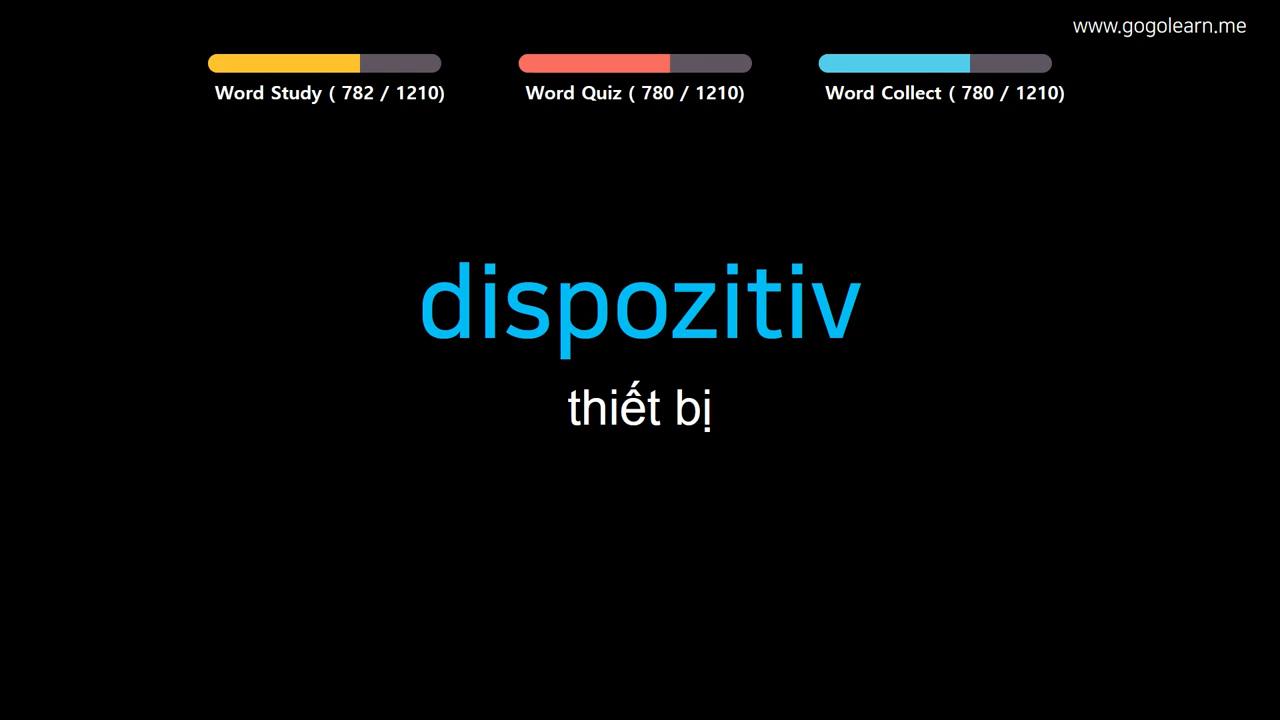 www.gogolearn.me
Word Study ( 782 / 1210)
Word Quiz ( 780 / 1210)
Word Collect ( 780 / 1210)
dispozitiv
thiết bị